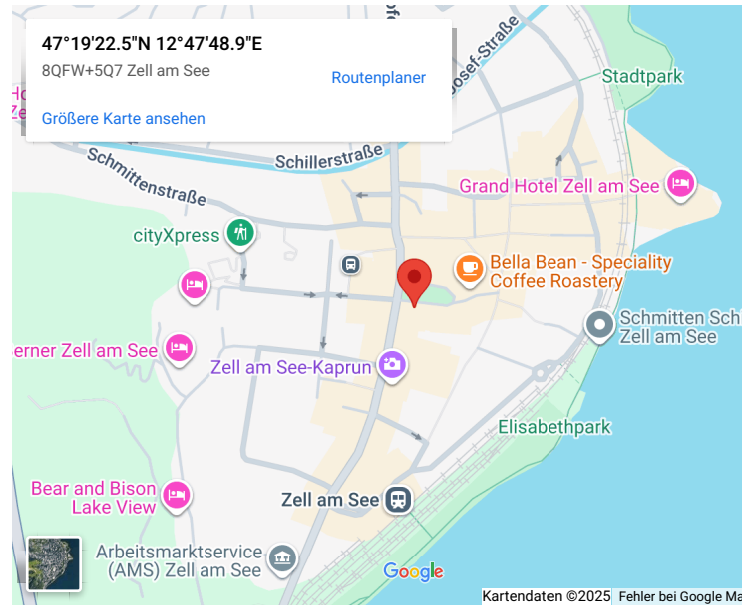 47°19'22.5"N 12°47'48.9"E
8QFW+5Q7 Zell am See
Routenplaner
Größere Karte ansehen
Josef-Straße
Stadtpark
Schillerstraße
Schmittenstraße
Grand Hotel Zell am See
cityXpress
Bella Bean - Speciality
Coffee Roastery
Schmitten Sch
Zell am See
erner Zell am See
Zell am See-Kaprun
Elisabethpark
Bear and Bison
Lake View
Zell am See
Arbeitsmarktservice
(AMS) Zell am See
Google
Kartendaten ©2025
Fehler bei Google Ma